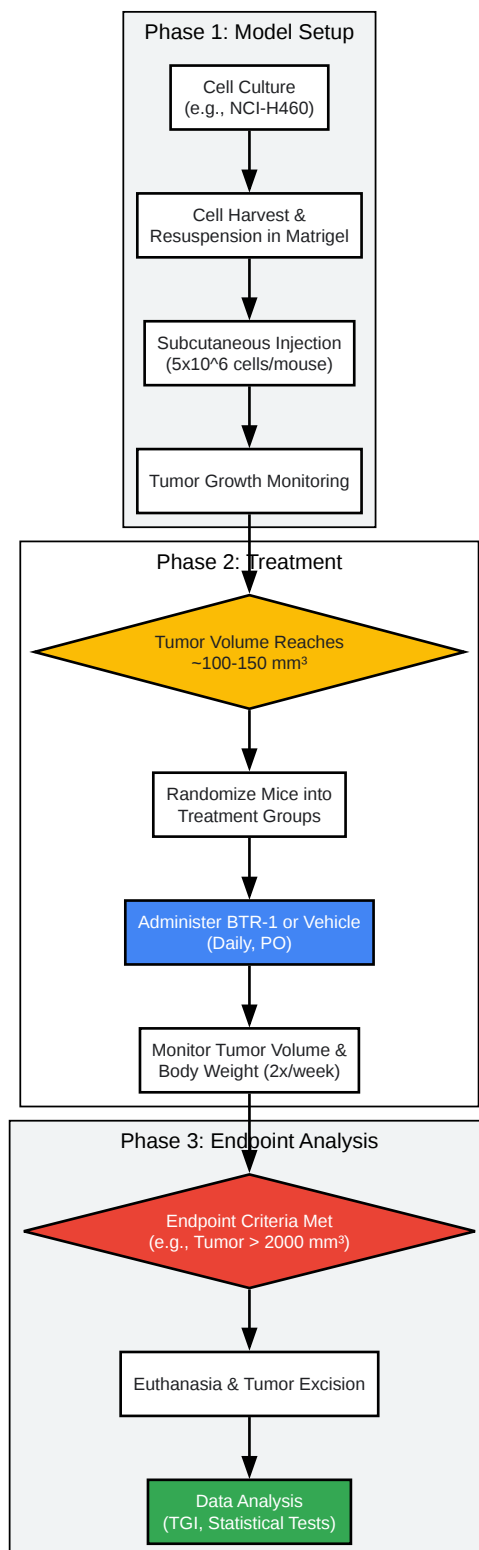 Phase 1: Model Setup
Cell Culture
(e.g., NCI-H460)
Cell Harvest &
Resuspension in Matrigel
Subcutaneous Injection
(5x10^6 cells/mouse)
Tumor Growth Monitoring
Phase 2: Treatment
Tumor Volume Reaches
~100-150 mm³
Randomize Mice into
Treatment Groups
Administer BTR-1 or Vehicle
(Daily, PO)
Monitor Tumor Volume &
Body Weight (2x/week)
Phase 3: Endpoint Analysis
Endpoint Criteria Met
(e.g., Tumor > 2000 mm³)
Euthanasia & Tumor Excision
Data Analysis
(TGI, Statistical Tests)